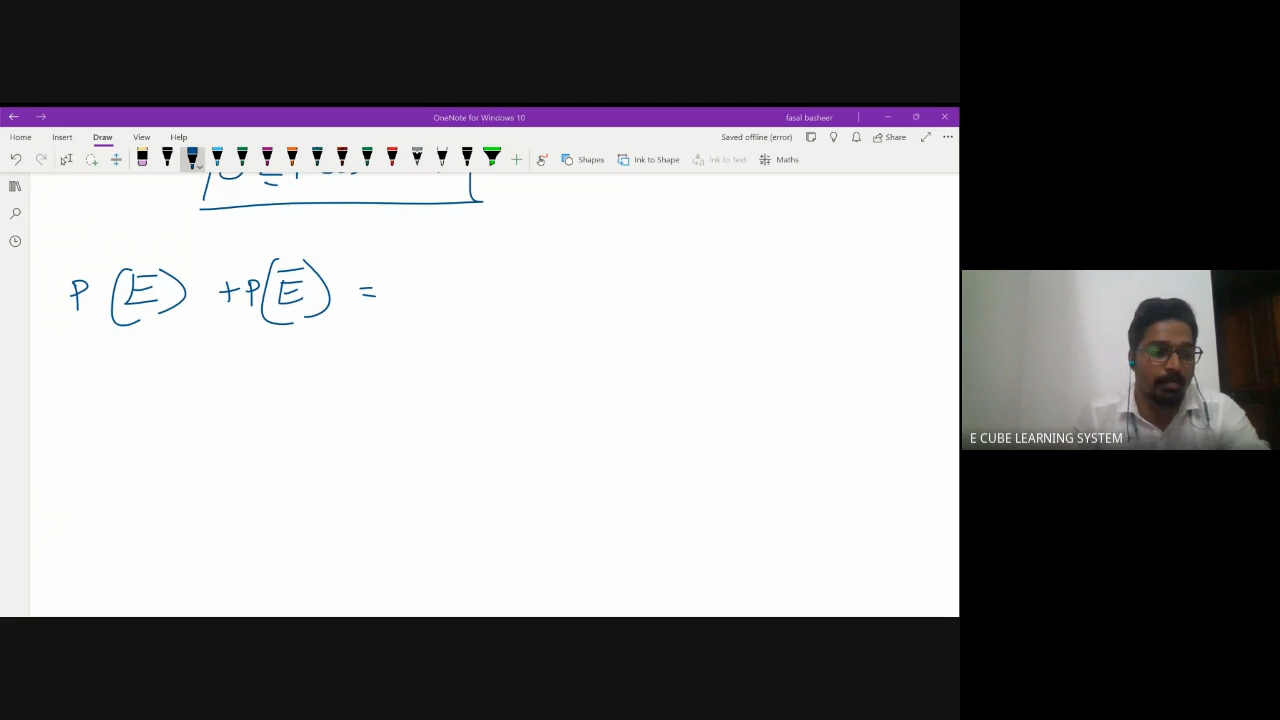 OneNote for Windows 10
fasal basheer
Home Insert Draw View Help
Saved offline (error)
Share
Shapes
Ink to Shape
Ink to Text
Maths
P (E) + P(E̅) =
E CUBE LEARNING SYSTEM